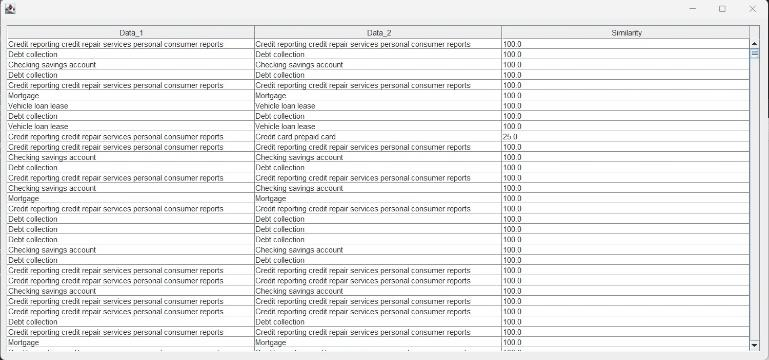 Data_1 Data_2 Similarity
Credit reporting credit repair services personal consumer reports Credit reporting credit repair services personal consumer reports 100.0
Debt collection Debt collection 100.0
Checking savings account Checking savings account 100.0
Debt collection Debt collection 100.0
Credit reporting credit repair services personal consumer reports Credit reporting credit repair services personal consumer reports 100.0
Mortgage Mortgage 100.0
Vehicle loan lease Vehicle loan lease 100.0
Debt collection Debt collection 100.0
Vehicle loan lease Vehicle loan lease 100.0
Credit reporting credit repair services personal consumer reports Credit card prepaid card 25.0
Credit reporting credit repair services personal consumer reports Credit reporting credit repair services personal consumer reports 100.0
Checking savings account Checking savings account 100.0
Debt collection Debt collection 100.0
Credit reporting credit repair services personal consumer reports Credit reporting credit repair services personal consumer reports 100.0
Checking savings account Checking savings account 100.0
Mortgage Mortgage 100.0
Credit reporting credit repair services personal consumer reports Credit reporting credit repair services personal consumer reports 100.0
Debt collection Debt collection 100.0
Debt collection Debt collection 100.0
Debt collection Debt collection 100.0
Checking savings account Checking savings account 100.0
Debt collection Debt collection 100.0
Credit reporting credit repair services personal consumer reports Credit reporting credit repair services personal consumer reports 100.0
Credit reporting credit repair services personal consumer reports Credit reporting credit repair services personal consumer reports 100.0
Checking savings account Checking savings account 100.0
Credit reporting credit repair services personal consumer reports Credit reporting credit repair services personal consumer reports 100.0
Credit reporting credit repair services personal consumer reports Credit reporting credit repair services personal consumer reports 100.0
Debt collection Debt collection 100.0
Credit reporting credit repair services personal consumer reports Credit reporting credit repair services personal consumer reports 100.0
Mortgage Mortgage 100.0